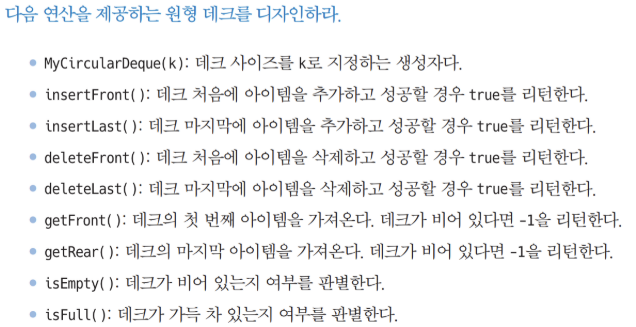 다음 연산을 제공하는 원형 데크를 디자인하라.
• MyCircularDeque(k): 데크 사이즈를 k로 지정하는 생성자다.
• insertFront(): 데크 처음에 아이템을 추가하고 성공할 경우 true를 리턴한다.
• insertLast(): 데크 마지막에 아이템을 추가하고 성공할 경우 true를 리턴한다.
• deleteFront(): 데크 처음에 아이템을 삭제하고 성공할 경우 true를 리턴한다.
• deleteLast(): 데크 마지막에 아이템을 삭제하고 성공할 경우 true를 리턴한다.
• getFront(): 데크의 첫 번째 아이템을 가져온다. 데크가 비어 있다면 -1을 리턴한다.
• getRear(): 데크의 마지막 아이템을 가져온다. 데크가 비어 있다면 -1을 리턴한다.
• isEmpty(): 데크가 비어 있는지 여부를 판별한다.
• isFull(): 데크가 가득 차 있는지 여부를 판별한다.